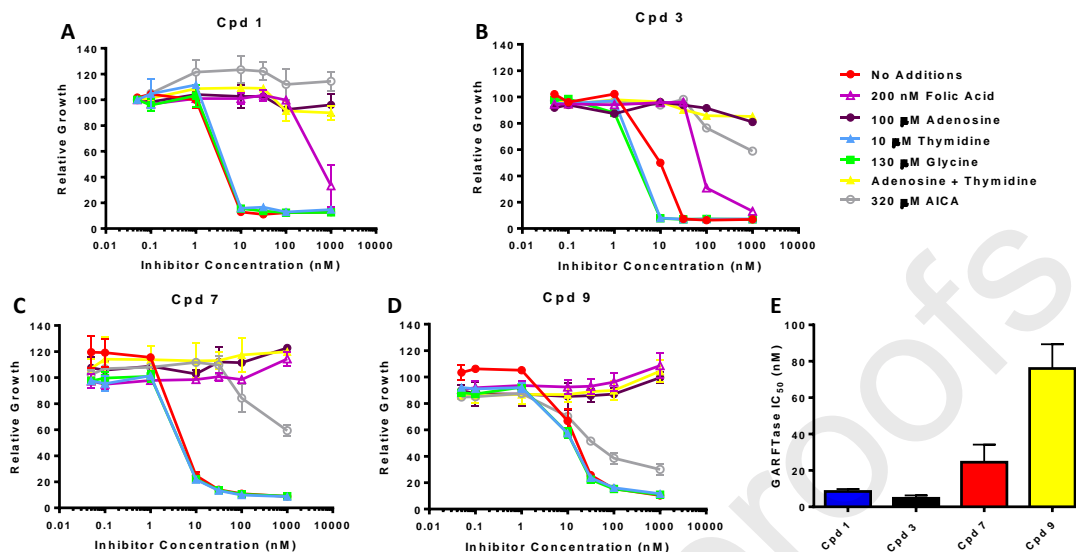 A
Cpd 1
Relative Growth
140
120
100
80
60
40
20
0
0.01 0.1 1 10 100 1000 10000
Inhibitor Concentration (nM)
B
Cpd 3
Relative Growth
140
120
100
80
60
40
20
0
0.01 0.1 1 10 100 1000 10000
Inhibitor Concentration (nM)
No Additions
200 nM Folic Acid
100 μM Adenosine
10 μM Thymidine
130 μM Glycine
Adenosine + Thymidine
320 μM AICA
C
Cpd 7
Relative Growth
140
120
100
80
60
40
20
0
0.01 0.1 1 10 100 1000 10000
Inhibitor Concentration (nM)
D
Cpd 9
Relative Growth
140
120
100
80
60
40
20
0
0.01 0.1 1 10 100 1000 10000
Inhibitor Concentration (nM)
E
GARFTase IC50 (nM)
100
80
60
40
20
0
Cpd 1 Cpd 3 Cpd 7 Cpd 9
roofs